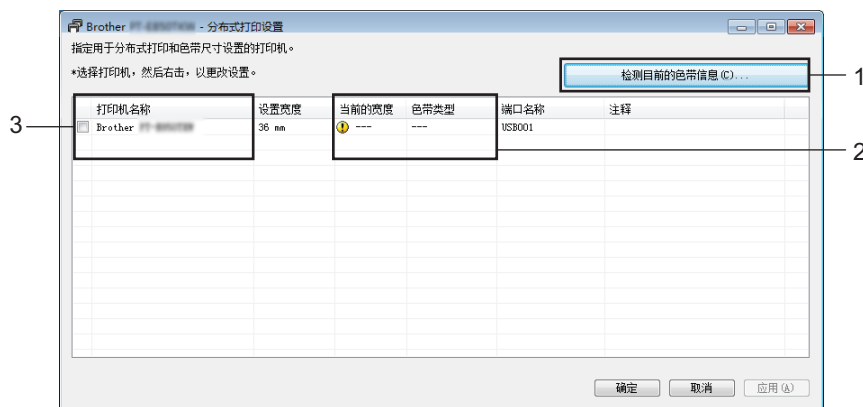 Brother - 分布式打印设置
指定用于分布式打印和色带尺寸设置的打印机。
*选择打印机，然后右击，以更改设置。
检测目前的色带信息(C)...
1
打印机名称 设置宽度 当前的宽度 色带类型 端口名称 注释
3
Brother 36 mm --- --- USB001
2
确定 取消 应用(A)